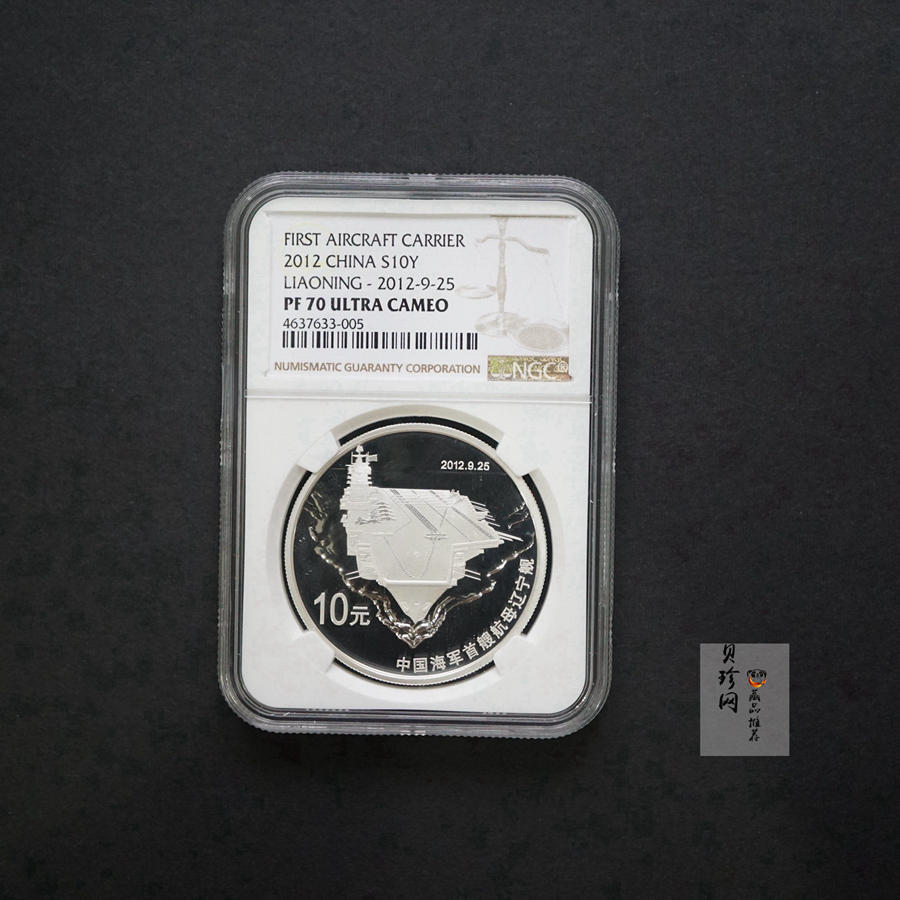 FIRST AIRCRAFT CARRIER
2012 CHINA S10Y
LIAONING - 2012-9-25
PF 70 ULTRA CAMEO
4637633-005
NUMISMATIC GUARANTY CORPORATION
NGC®
2012.9.25
10元
中国海军首艘航母辽宁舰
贝珍网
藏品推荐